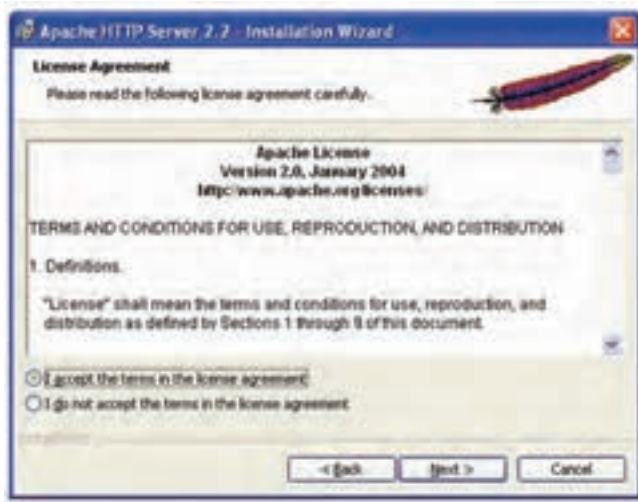 Apache HTTP Server 2.2 - Installation Wizard
License Agreement
Please read the following license agreement carefully.
Apache License
Version 2.0, January 2004
http://www.apache.org/licenses/
TERMS AND CONDITIONS FOR USE, REPRODUCTION, AND DISTRIBUTION
1. Definitions.
"License" shall mean the terms and conditions for use, reproduction, and
distribution as defined by Sections 1 through 9 of this document.
I accept the terms in the license agreement
I do not accept the terms in the license agreement
InstallShield
< Back
Next >
Cancel